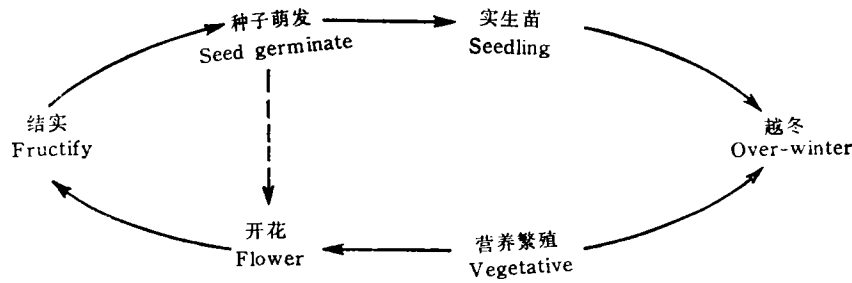 种子萌发
Seed germinate
实生苗
Seedling
结实
Fructify
越冬
Over-winter
开花
Flower
营养繁殖
Vegetative